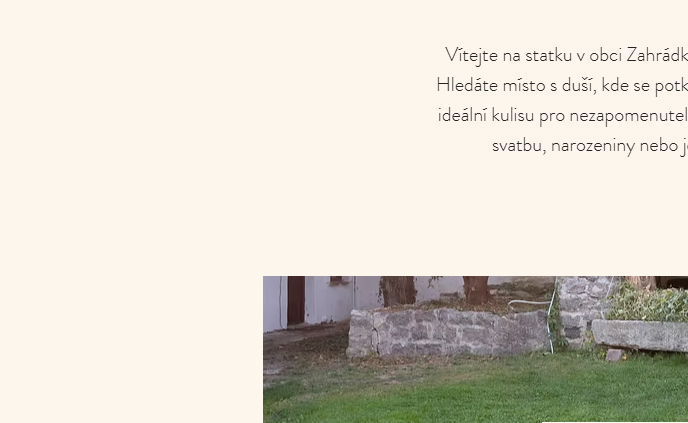 Vítejte na statku v obci Zahrádk
Hledáte místo s duší, kde se potk
ideální kulisu pro nezapomenutel
svatbu, narozeniny nebo j